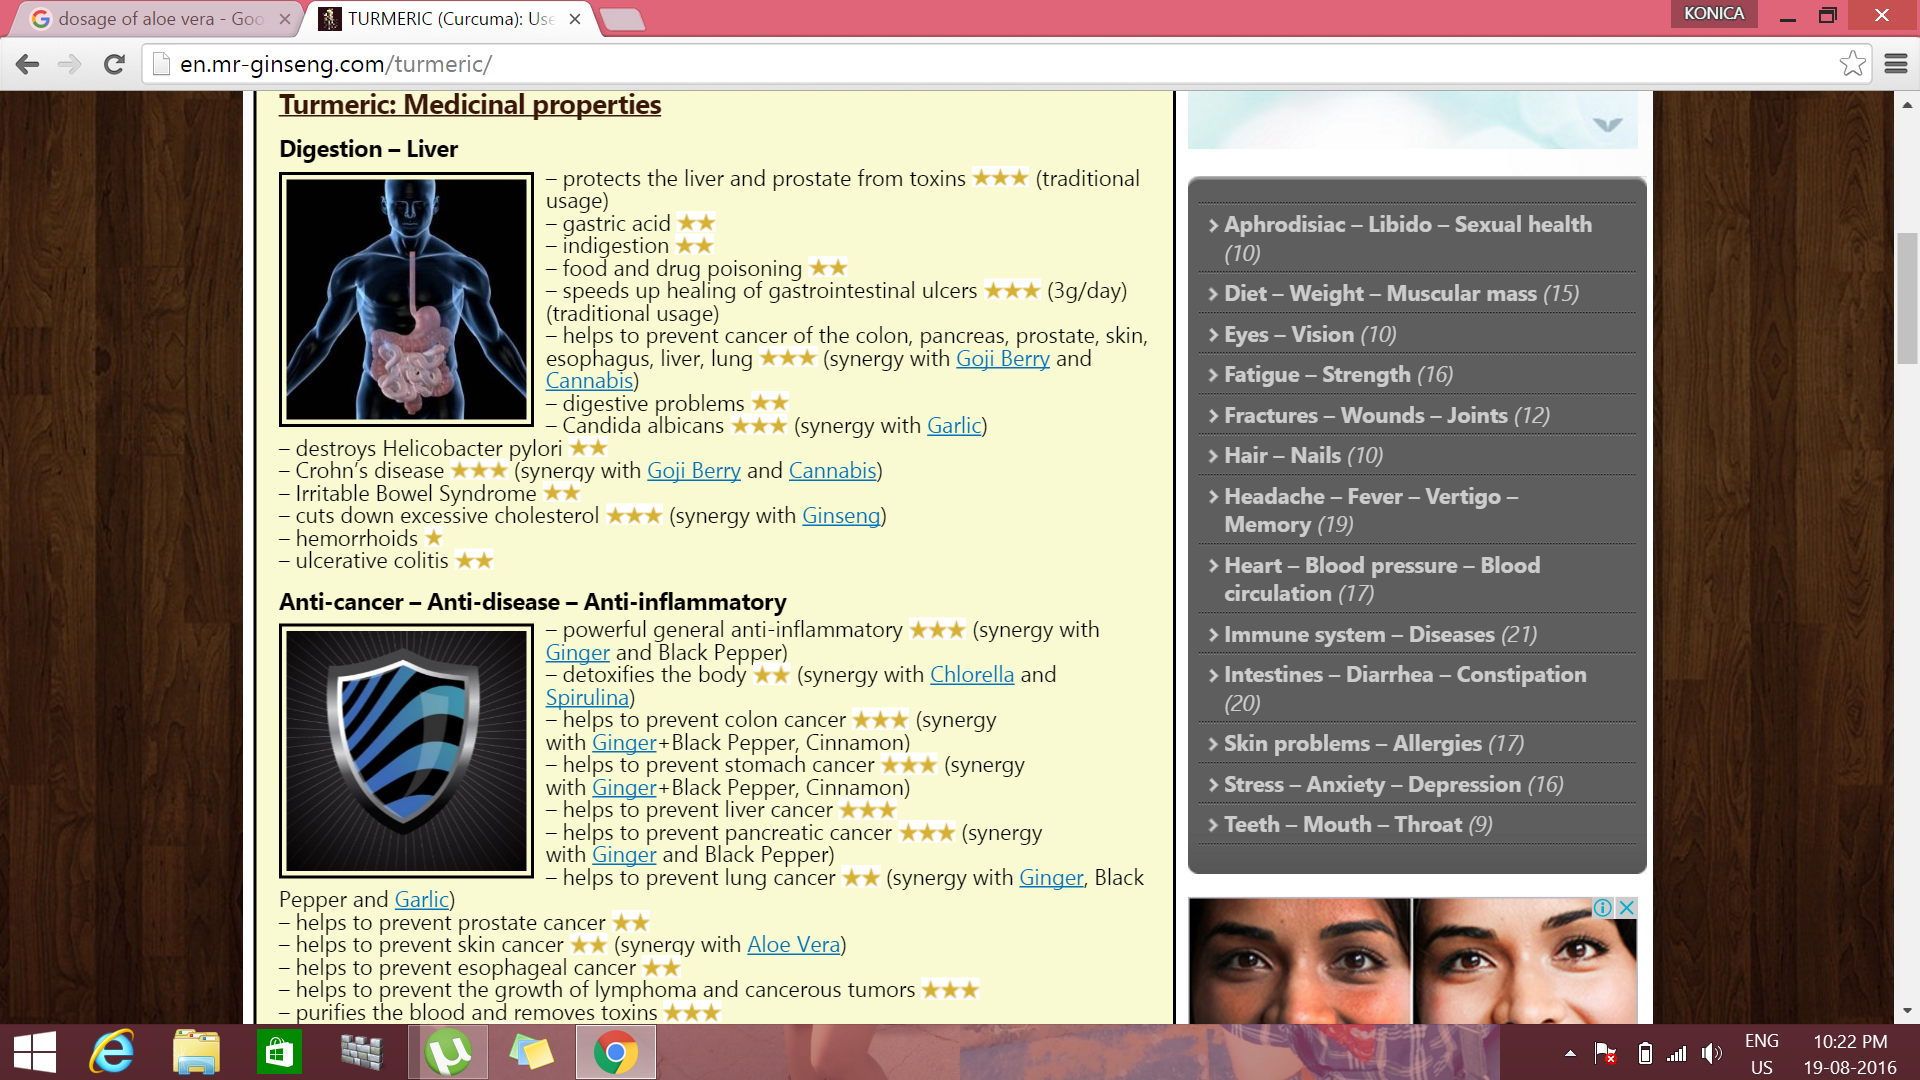 dosage of aloe vera - Goo
TURMERIC (Curcuma): Use
KONICA
en.mr-ginseng.com/turmeric/
Turmeric: Medicinal properties
Digestion – Liver
– protects the liver and prostate from toxins ★★★ (traditional
usage)
– gastric acid ★★
– indigestion ★★
– food and drug poisoning ★★
– speeds up healing of gastrointestinal ulcers ★★★ (3g/day)
(traditional usage)
– helps to prevent cancer of the colon, pancreas, prostate, skin,
esophagus, liver, lung ★★★ (synergy with Goji Berry and
Cannabis)
– digestive problems ★★
– Candida albicans ★★★ (synergy with Garlic)
– destroys Helicobacter pylori ★★
– Crohn's disease ★★★ (synergy with Goji Berry and Cannabis)
– Irritable Bowel Syndrome ★★
– cuts down excessive cholesterol ★★★ (synergy with Ginseng)
– hemorrhoids ★
– ulcerative colitis ★★
Anti-cancer – Anti-disease – Anti-inflammatory
– powerful general anti-inflammatory ★★★ (synergy with
Ginger and Black Pepper)
– detoxifies the body ★★ (synergy with Chlorella and
Spirulina)
– helps to prevent colon cancer ★★★ (synergy
with Ginger+Black Pepper, Cinnamon)
– helps to prevent stomach cancer ★★★ (synergy
with Ginger+Black Pepper, Cinnamon)
– helps to prevent liver cancer ★★★
– helps to prevent pancreatic cancer ★★★ (synergy
with Ginger and Black Pepper)
– helps to prevent lung cancer ★★ (synergy with Ginger, Black
Pepper and Garlic)
– helps to prevent prostate cancer ★★
– helps to prevent skin cancer ★★ (synergy with Aloe Vera)
– helps to prevent esophageal cancer ★★
– helps to prevent the growth of lymphoma and cancerous tumors ★★★
– purifies the blood and removes toxins ★★★
Aphrodisiac – Libido – Sexual health
(10)
Diet – Weight – Muscular mass (15)
Eyes – Vision (10)
Fatigue – Strength (16)
Fractures – Wounds – Joints (12)
Hair – Nails (10)
Headache – Fever – Vertigo –
Memory (19)
Heart – Blood pressure – Blood
circulation (17)
Immune system – Diseases (21)
Intestines – Diarrhea – Constipation
(20)
Skin problems – Allergies (17)
Stress – Anxiety – Depression (16)
Teeth – Mouth – Throat (9)
ENG
US
10:22 PM
19-08-2016